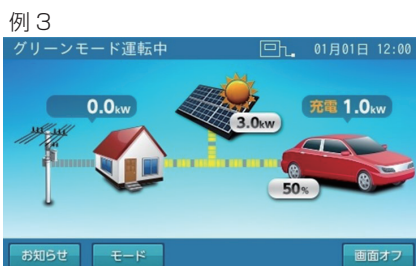 例３
グリーンモード運転中 01月01日 12:00
0.0kw
3.0kw
充電 1.0kw
50%
お知らせ モード 画面オフ